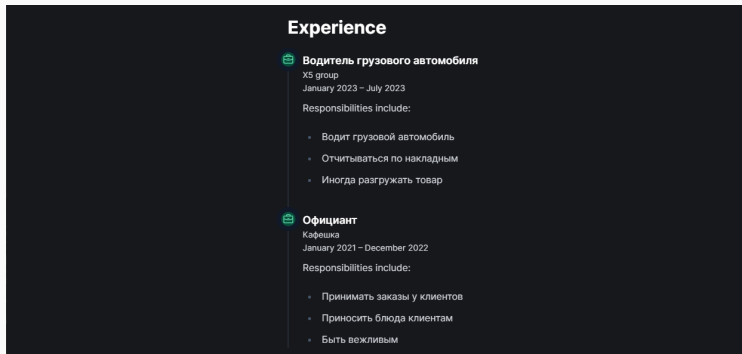 Experience
Водитель грузового автомобиля
X5 group
January 2023 – July 2023
Responsibilities include:
Водит грузовой автомобиль
Отчитываться по накладным
Иногда разгружать товар
Официант
Кафешка
January 2021 – December 2022
Responsibilities include:
Принимать заказы у клиентов
Приносить блюда клиентам
Быть вежливым